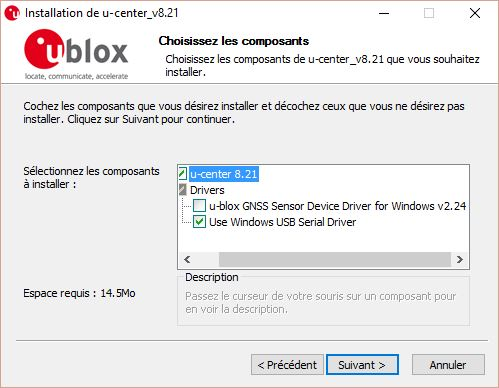 Installation de u-center_v8.21
ublox
locate, communicate, accelerate
Choisissez les composants
Choisissez les composants de u-center_v8.21 que vous souhaitez
installer.
Cochez les composants que vous désirez installer et décochez ceux que vous ne désirez pas
installer. Cliquez sur Suivant pour continuer.
Sélectionnez les composants
à installer :
u-center 8.21
Drivers
u-blox GNSS Sensor Device Driver for Windows v2.24
Use Windows USB Serial Driver
Espace requis : 14.5Mo
Description
Passez le curseur de votre souris sur un composant pour
en voir la description.
< Précédent
Suivant >
Annuler